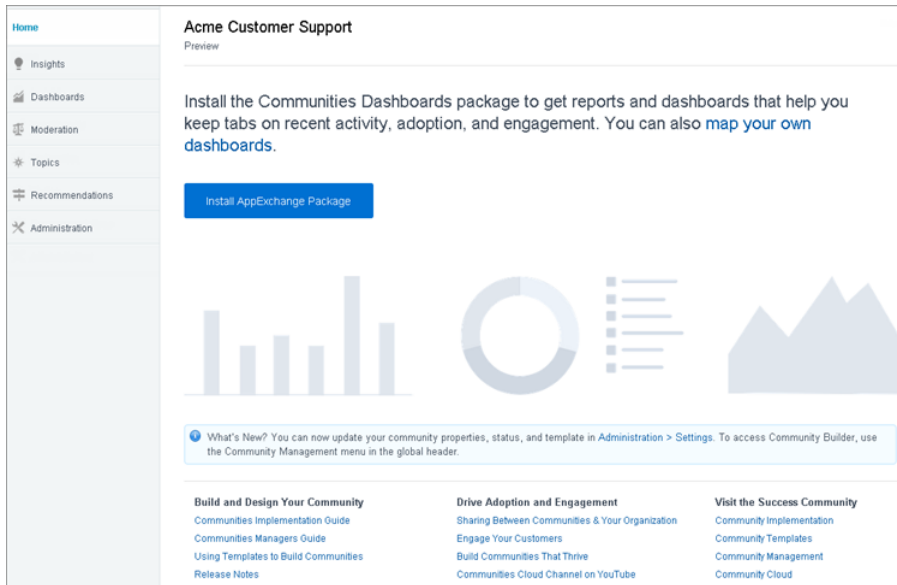 Home
Insights
Dashboards
Moderation
Topics
Recommendations
Administration
Acme Customer Support
Preview
Install the Communities Dashboards package to get reports and dashboards that help you
keep tabs on recent activity, adoption, and engagement. You can also map your own
dashboards.
Install AppExchange Package
What's New? You can now update your community properties, status, and template in Administration > Settings. To access Community Builder, use
the Community Management menu in the global header.
Build and Design Your Community
Communities Implementation Guide
Communities Managers Guide
Using Templates to Build Communities
Release Notes
Drive Adoption and Engagement
Sharing Between Communities & Your Organization
Engage Your Customers
Build Communities That Thrive
Communities Cloud Channel on YouTube
Visit the Success Community
Community Implementation
Community Templates
Community Management
Community Cloud